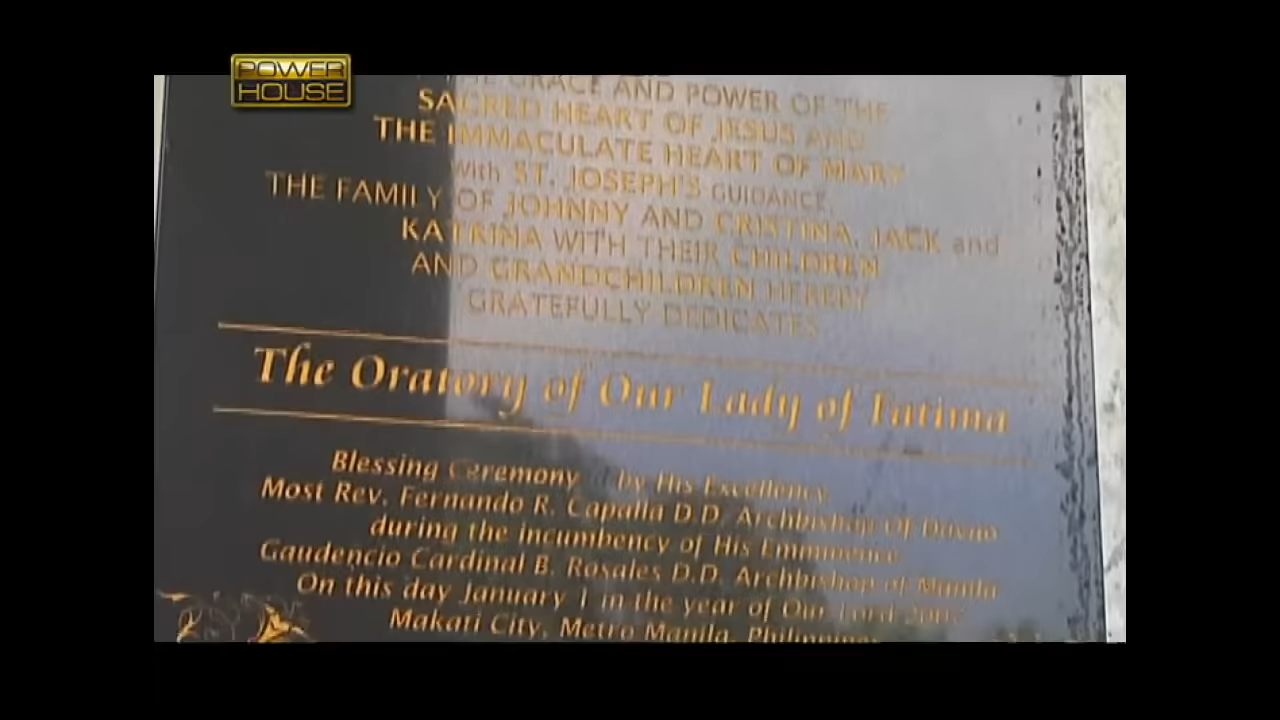 POWER
HOUSE
THE GRACE AND POWER OF THE
SACRED HEART OF JESUS AND
THE IMMACULATE HEART OF MARY
with ST. JOSEPH'S GUIDANCE,
THE FAMILY OF JOHNNY AND CRISTINA, JACK and
KATRINA WITH THEIR CHILDREN
AND GRANDCHILDREN HEREBY
GRATEFULLY DEDICATES
The Oratory of Our Lady of Fatima
Blessing Ceremony by His Excellency
Most Rev. Fernando R. Capalla D.D. Archbishop Of Davao
during the incumbency of His Emminence
Gaudencio Cardinal B. Rosales D.D. Archbishop of Manila
On this day January 1 in the year of Our Lord
Makati City, Metro Manila, Philippines